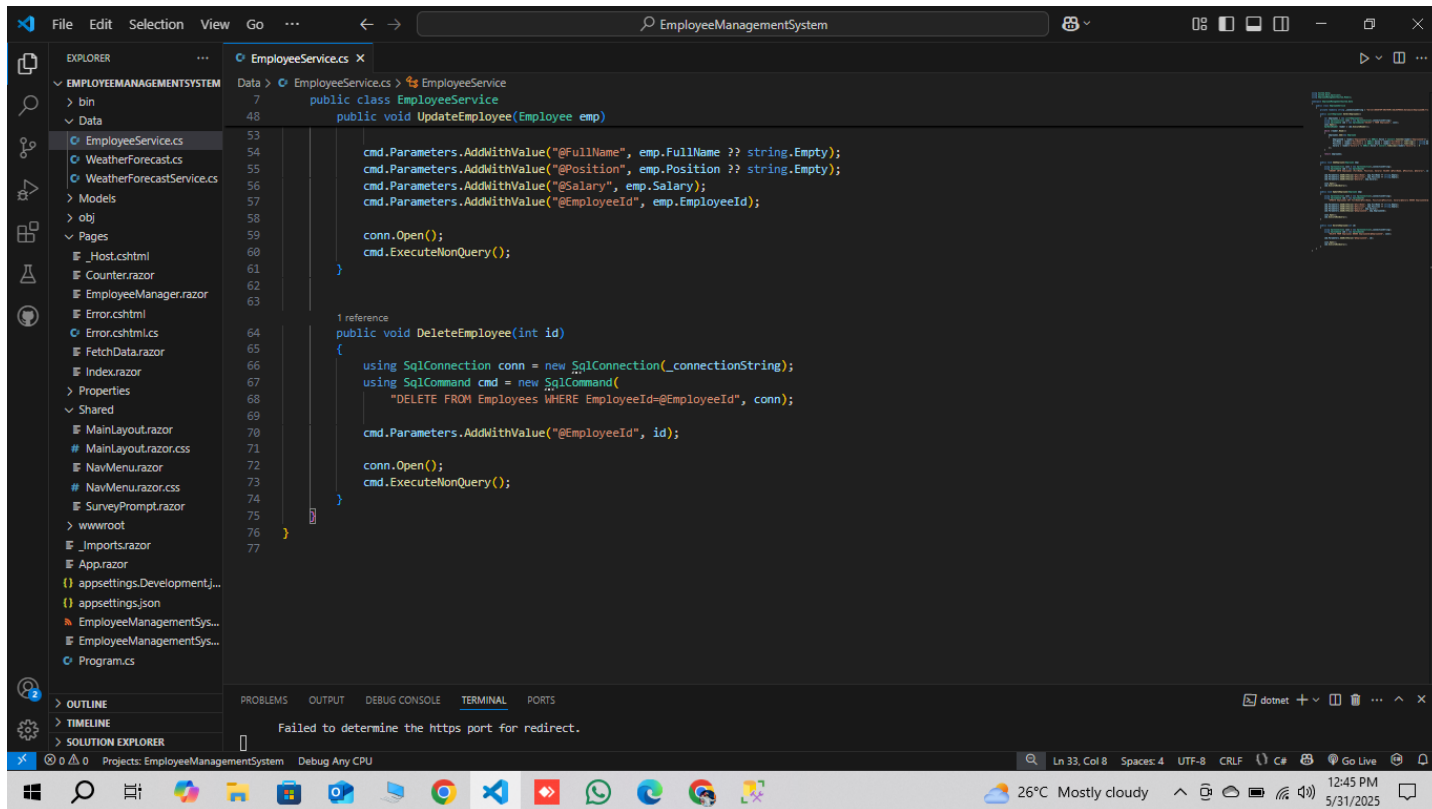 File Edit Selection View Go ··· EmployeeManagementSystem
EXPLORER
EMPLOYEEMANAGEMENTSYSTEM
bin
Data
EmployeeService.cs
WeatherForecast.cs
WeatherForecastService.cs
Models
obj
Pages
_Host.cshtml
Counter.razor
EmployeeManager.razor
Error.cshtml
Error.cshtml.cs
FetchData.razor
Index.razor
Properties
Shared
MainLayout.razor
MainLayout.razor.css
NavMenu.razor
NavMenu.razor.css
SurveyPrompt.razor
wwwroot
_Imports.razor
App.razor
appsettings.Development.j...
appsettings.json
EmployeeManagementSys...
EmployeeManagementSys...
Program.cs
OUTLINE
TIMELINE
SOLUTION EXPLORER
EmployeeService.cs
Data > EmployeeService.cs > EmployeeService
7 public class EmployeeService
48 public void UpdateEmployee(Employee emp)
53
54 cmd.Parameters.AddWithValue("@FullName", emp.FullName ?? string.Empty);
55 cmd.Parameters.AddWithValue("@Position", emp.Position ?? string.Empty);
56 cmd.Parameters.AddWithValue("@Salary", emp.Salary);
57 cmd.Parameters.AddWithValue("@EmployeeId", emp.EmployeeId);
58
59 conn.Open();
60 cmd.ExecuteNonQuery();
61 }
62
63
1 reference
64 public void DeleteEmployee(int id)
65 {
66 using SqlConnection conn = new SqlConnection(_connectionString);
67 using SqlCommand cmd = new SqlCommand(
68 "DELETE FROM Employees WHERE EmployeeId=@EmployeeId", conn);
69
70 cmd.Parameters.AddWithValue("@EmployeeId", id);
71
72 conn.Open();
73 cmd.ExecuteNonQuery();
74 }
75 }
76 }
77
PROBLEMS OUTPUT DEBUG CONSOLE TERMINAL PORTS
dotnet
Failed to determine the https port for redirect.
2
0 0 Projects: EmployeeManagementSystem Debug Any CPU
Ln 33, Col 8 Spaces: 4 UTF-8 CRLF C# Go Live
26°C Mostly cloudy
12:45 PM
5/31/2025